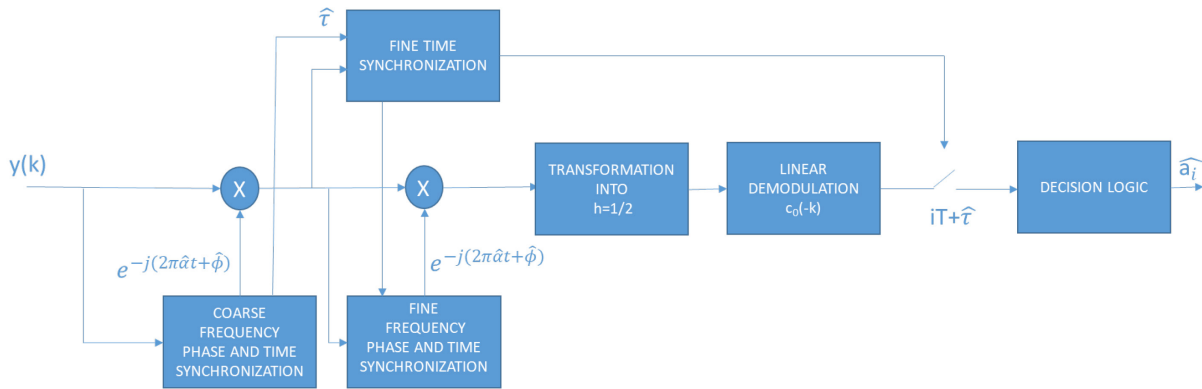 τ̂
FINE TIME
SYNCHRONIZATION
y(k)
X
X
TRANSFORMATION
INTO
h=1/2
LINEAR
DEMODULATION
c₀(-k)
DECISION LOGIC
âᵢ
iT+τ̂
e^{-j(2πα̂t+ϕ̂)}
e^{-j(2πα̂t+ϕ̂)}
COARSE
FREQUENCY
PHASE AND TIME
SYNCHRONIZATION
FINE
FREQUENCY
PHASE AND TIME
SYNCHRONIZATION